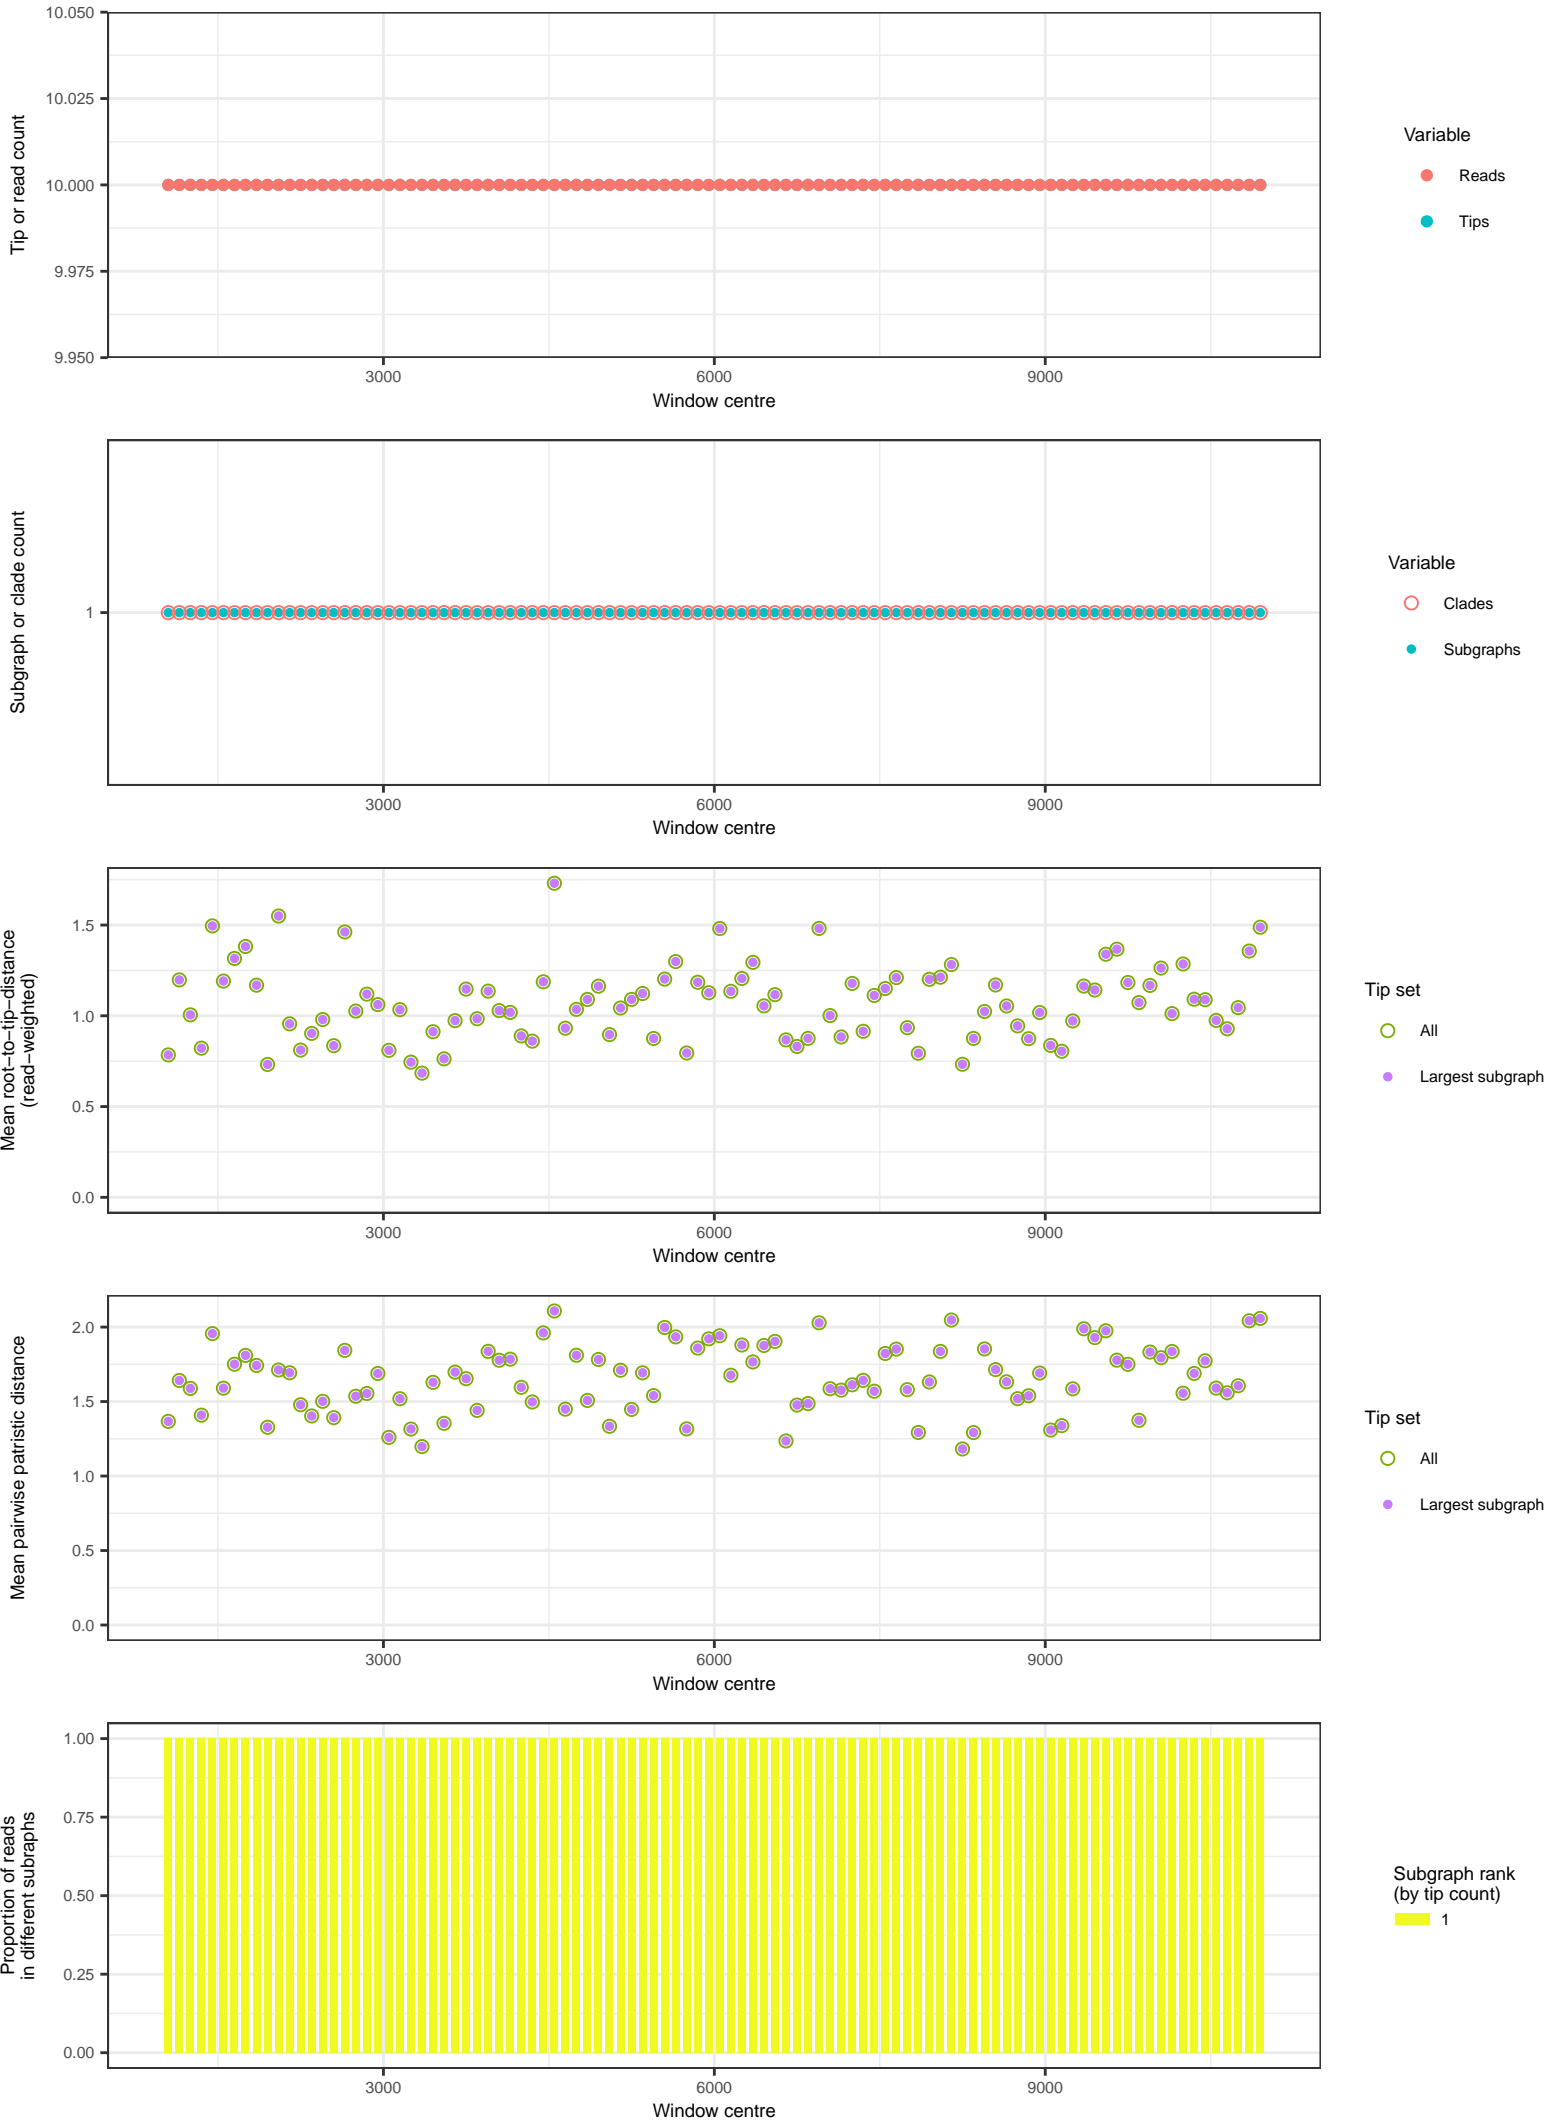 10.050
10.025
10.000
9.975
9.950
Tip or read count
3000
6000
9000
Window centre
Variable
Reads
Tips
1
Subgraph or clade count
3000
6000
9000
Window centre
Variable
Clades
Subgraphs
1.5
1.0
0.5
0.0
Mean root−to−tip−distance
(read−weighted)
3000
6000
9000
Window centre
Tip set
All
Largest subgraph
2.0
1.5
1.0
0.5
0.0
Mean pairwise patristic distance
3000
6000
9000
Window centre
Tip set
All
Largest subgraph
1.00
0.75
0.50
0.25
0.00
Proportion of reads
in different subraphs
3000
6000
9000
Window centre
Subgraph rank
(by tip count)
1